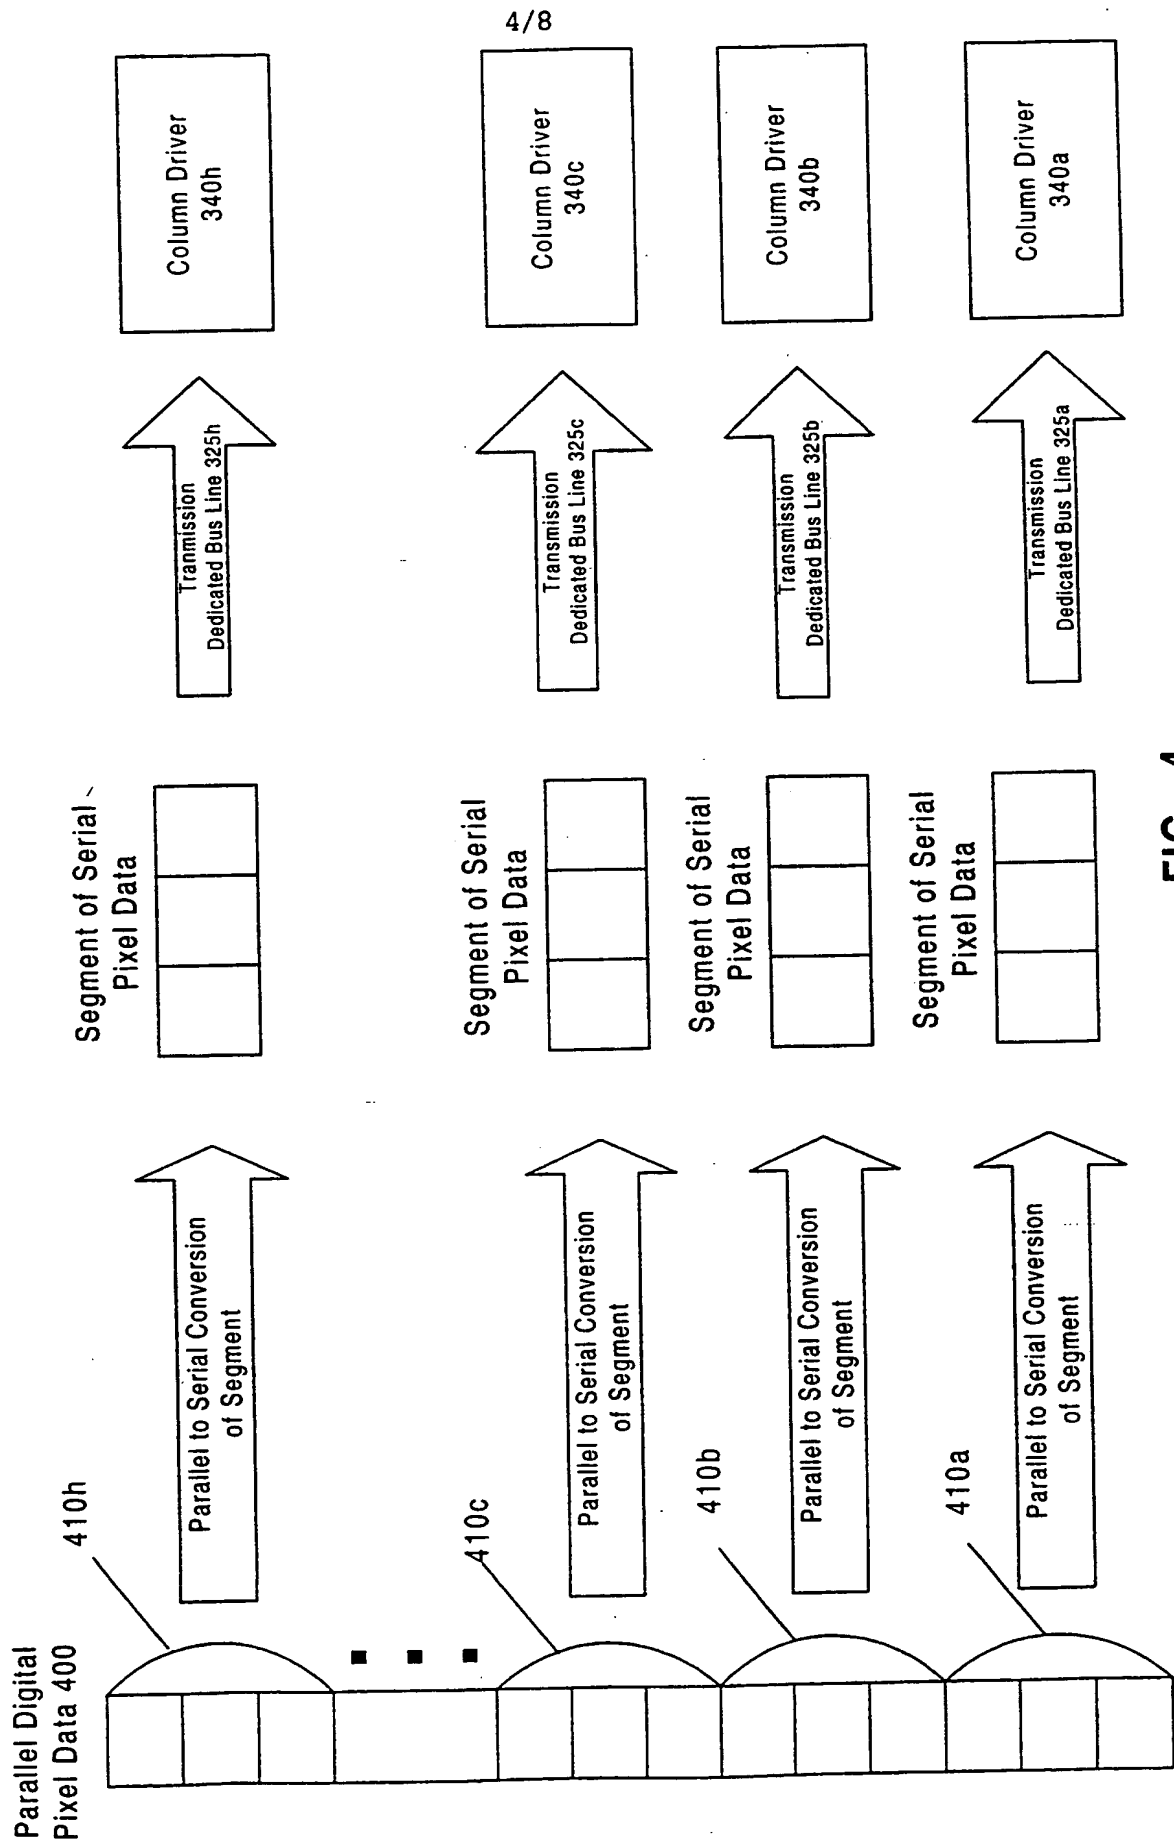 4/8
Parallel Digital
Pixel Data 400
410h
Parallel to Serial Conversion
of Segment
Segment of Serial
Pixel Data
Tranmission
Dedicated Bus Line 325h
Column Driver
340h
410c
Parallel to Serial Conversion
of Segment
Segment of Serial
Pixel Data
Transmission
Dedicated Bus Line 325c
Column Driver
340c
410b
Parallel to Serial Conversion
of Segment
Segment of Serial
Pixel Data
Transmission
Dedicated Bus Line 325b
Column Driver
340b
410a
Parallel to Serial Conversion
of Segment
Segment of Serial
Pixel Data
Transmission
Dedicated Bus Line 325a
Column Driver
340a